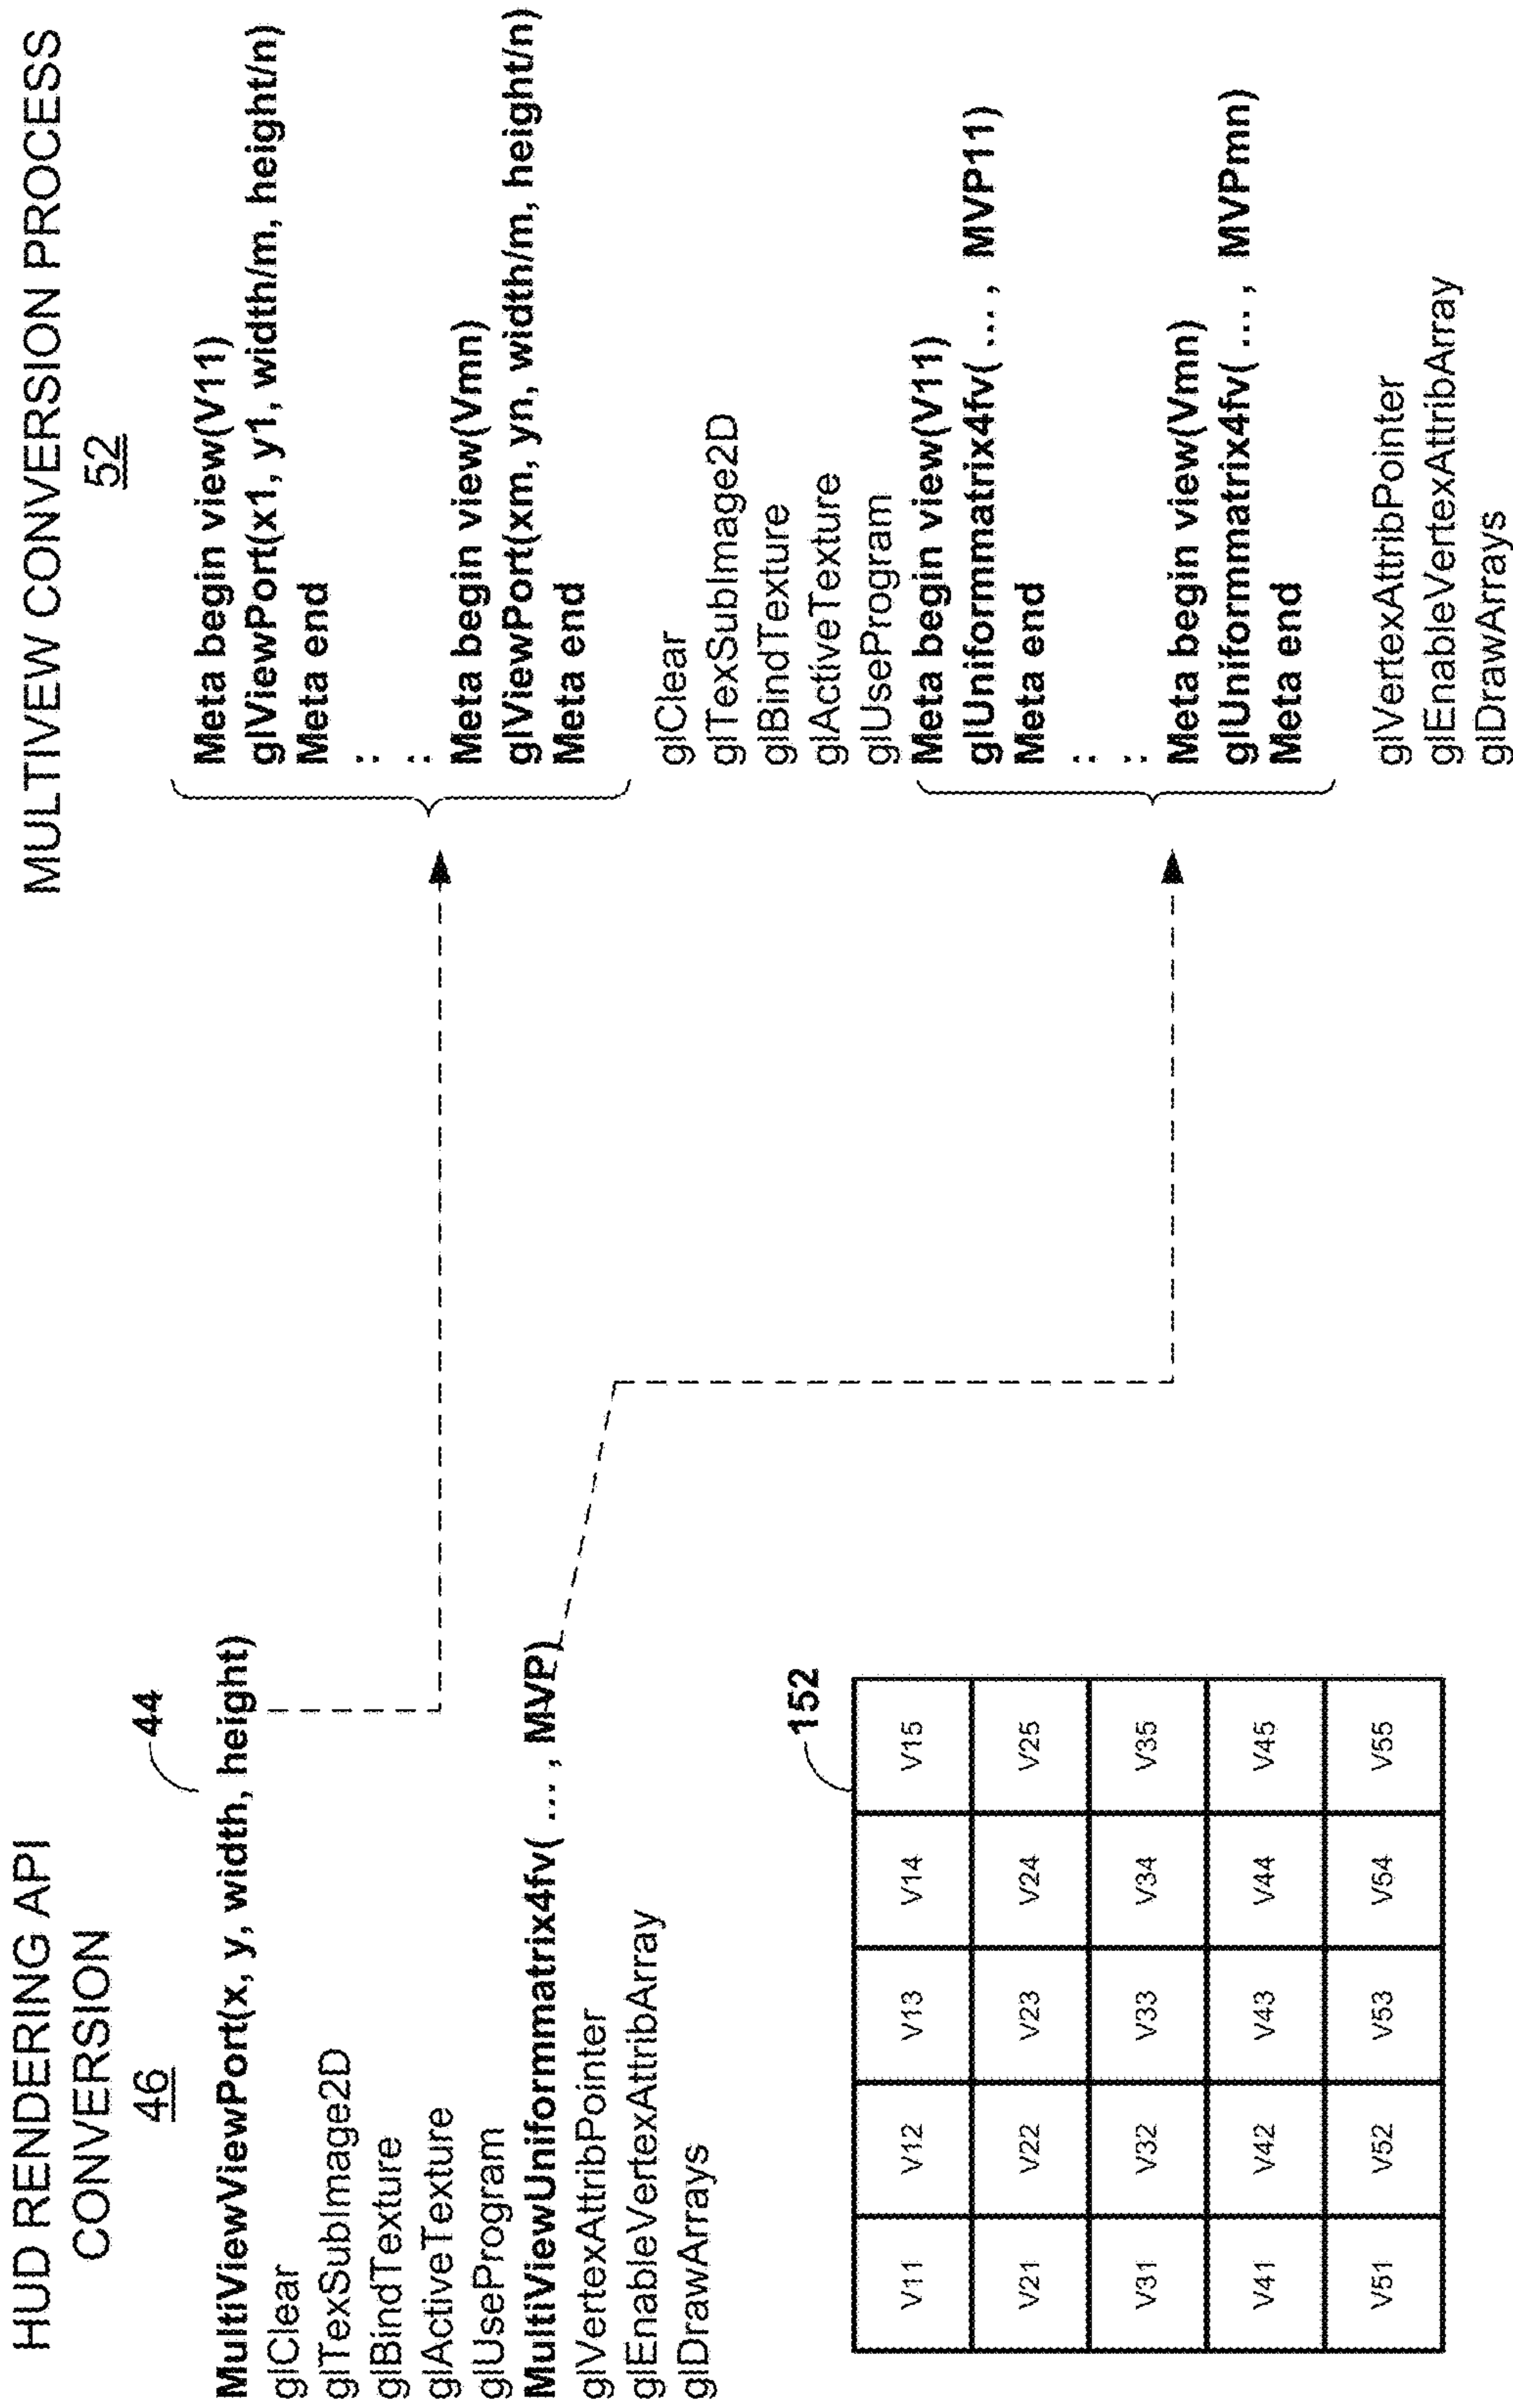 HUD RENDERING API
CONVERSION
46
44
MultiViewViewPort(x, y, width, height)
glClear
glTexSubImage2D
glBindTexture
glActiveTexture
glUseProgram
MultiViewUniformmatrix4fv( ... , MVP)
glVertexAttribPointer
glEnableVertexAttribArray
glDrawArrays
152
V11 V12 V13 V14 V15
V21 V22 V23 V24 V25
V31 V32 V33 V34 V35
V41 V42 V43 V44 V45
V51 V52 V53 V54 V55
MULTIVIEW CONVERSION PROCESS
52
Meta begin view(V11)
glViewPort(x1, y1, width/m, height/n)
Meta end
:
:
Meta begin view(Vmn)
glViewPort(xm, yn, width/m, height/n)
Meta end
glClear
glTexSubImage2D
glBindTexture
glActiveTexture
glUseProgram
Meta begin view(V11)
glUniformmatrix4fv( ... , MVP11)
Meta end
:
:
Meta begin view(Vmn)
glUniformmatrix4fv( ... , MVPmn)
Meta end
glVertexAttribPointer
glEnableVertexAttribArray
glDrawArrays